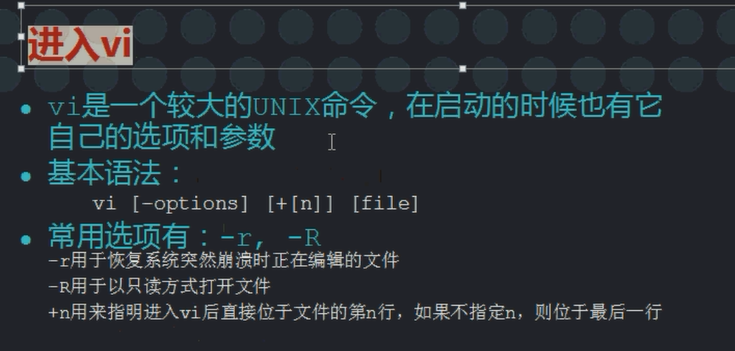 进入vi
vi是一个较大的UNIX命令，在启动的时候也有它
自己的选项和参数
基本语法：
vi [-options] [+[n]] [file]
常用选项有：-r, -R
-r用于恢复系统突然崩溃时正在编辑的文件
-R用于以只读方式打开文件
+n用来指明进入vi后直接位于文件的第n行，如果不指定n，则位于最后一行